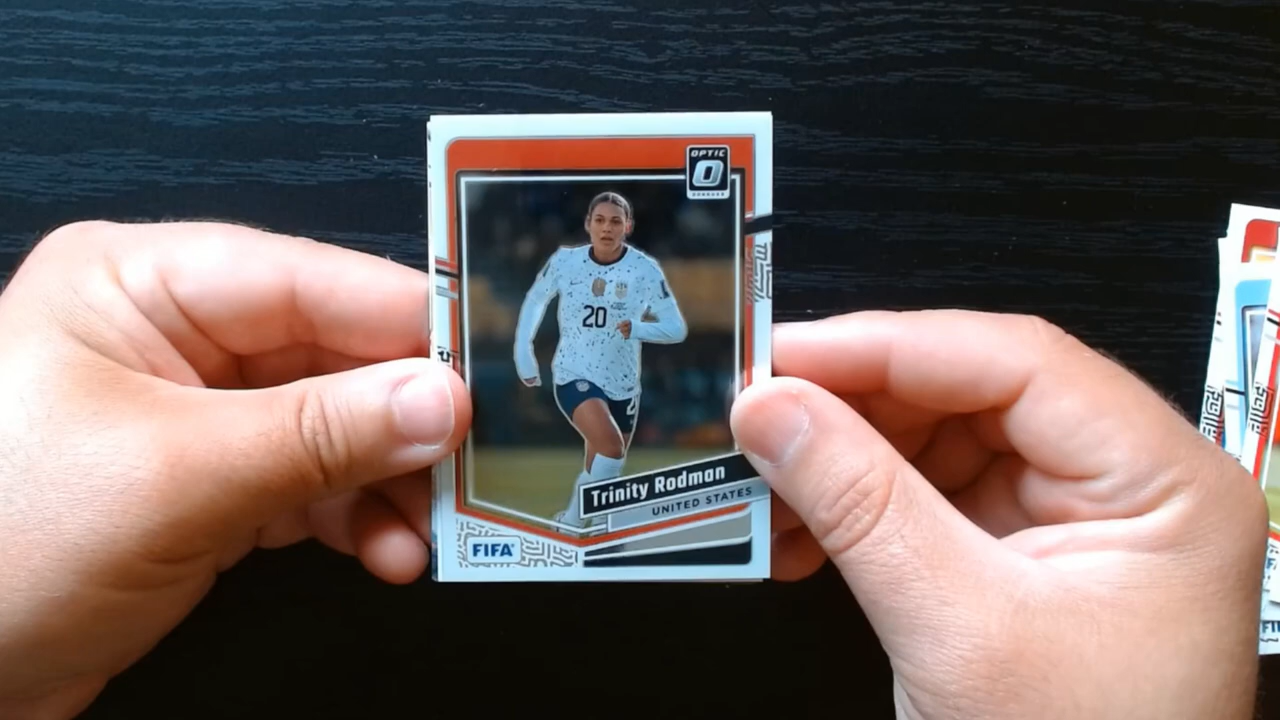 OPTIC
DONRUSS
20
Trinity Rodman
UNITED STATES
FIFA